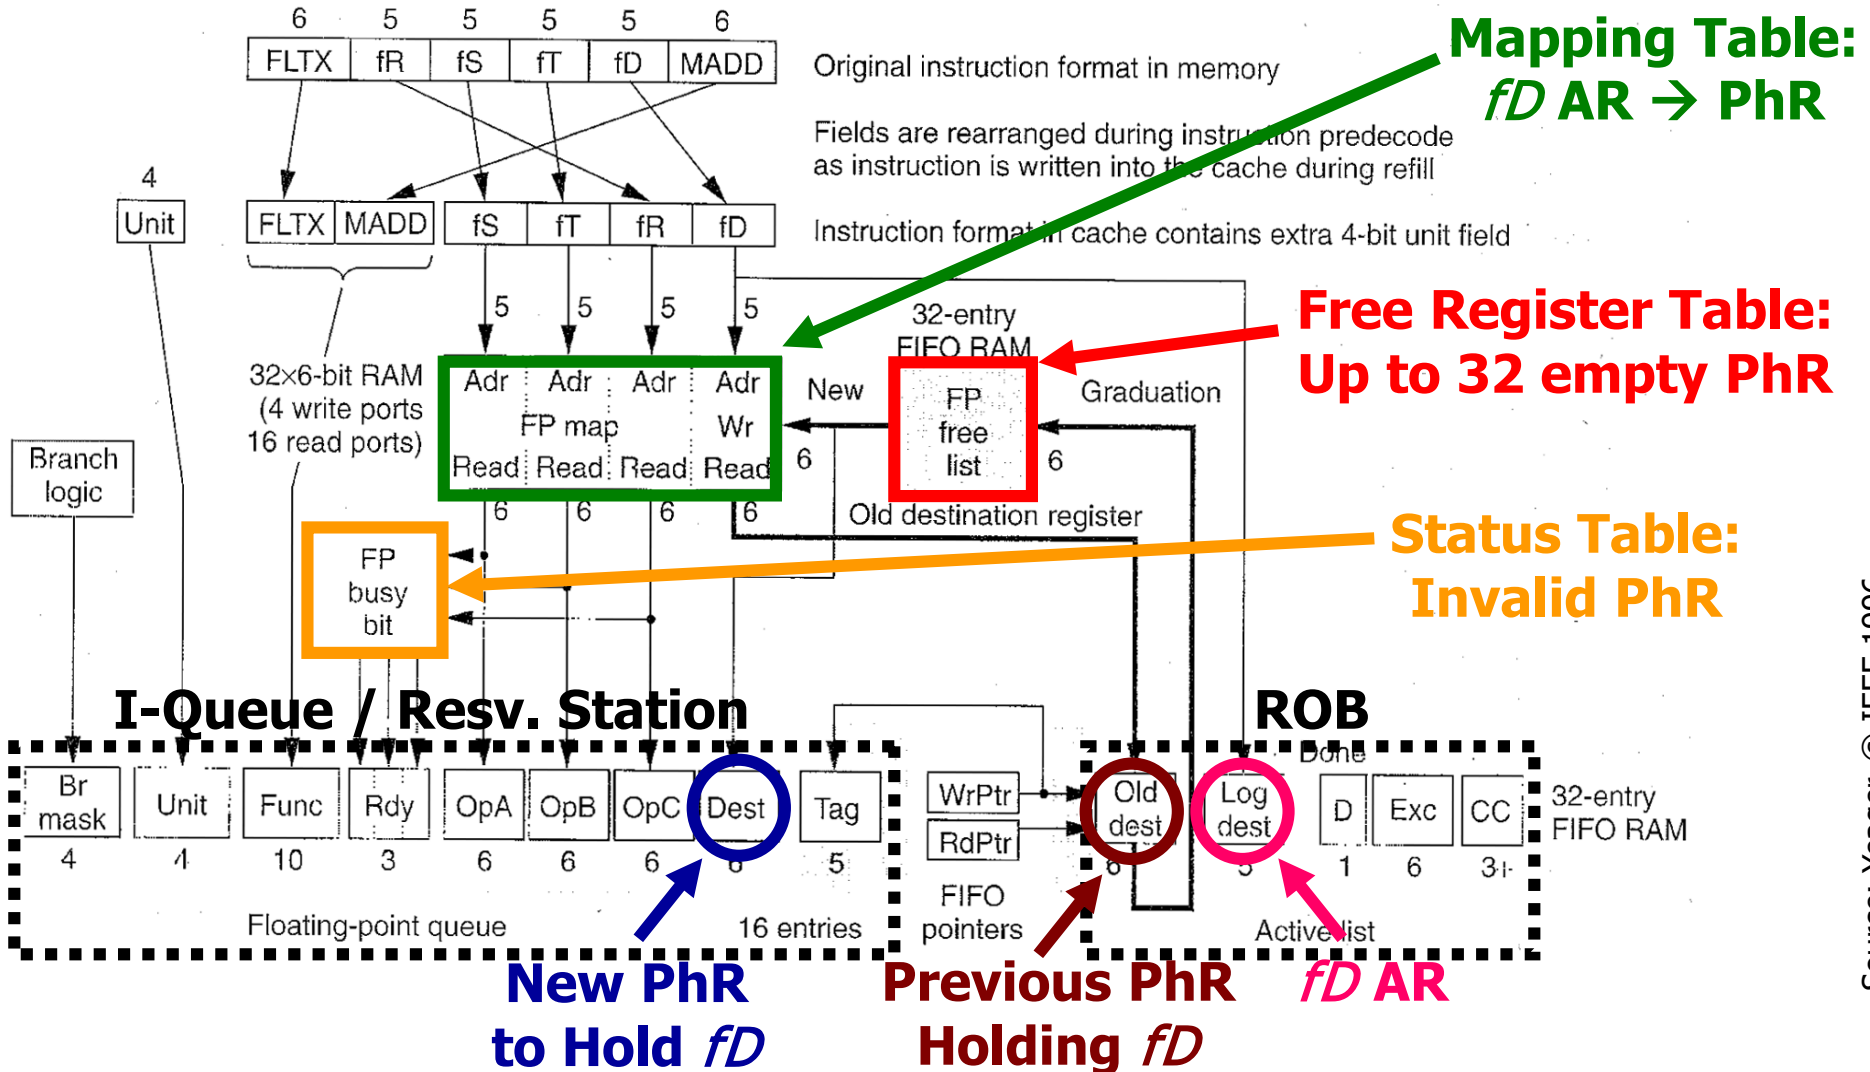 6 5 5 5 5 6
FLTX fR fS fT fD MADD
Original instruction format in memory
Mapping Table:
fD AR → PhR
Fields are rearranged during instruction predecode
as instruction is written into the cache during refill
4
Unit
FLTX MADD fS fT fR fD
Instruction format in cache contains extra 4-bit unit field
5 5 5 5
32-entry
FIFO RAM
Free Register Table:
Up to 32 empty PhR
32×6-bit RAM
(4 write ports
16 read ports)
Adr Adr Adr Adr
FP map Wr
Read Read Read Read
New
6
FP
free
list
Graduation
6
Branch
logic
6 6 6 6
Old destination register
Status Table:
Invalid PhR
FP
busy
bit
I-Queue / Resv. Station
ROB
Done
Br
mask
Unit
Func
Rdy
OpA
OpB
OpC
Dest
Tag
WrPtr
RdPtr
Old
dest
Log
dest
D
Exc
CC
32-entry
FIFO RAM
4 4 10 3 6 6 6 6 5
6 5 1 6 3+
Floating-point queue
16 entries
FIFO
pointers
Active list
New PhR
to Hold fD
Previous PhR
Holding fD
fD AR